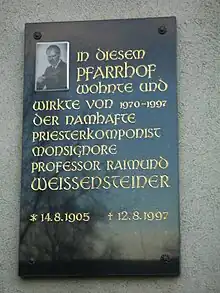 IN DIESEM
PFARRHOF
WOHNTE UND
WIRKTE VON 1970-1997
DER NAMHAFTE
PRIESTERKOMPONIST
MONSIGNORE
PROFESSOR RAIMUND
WEISSENSTEINER
* 14.8.1905 † 12.8.1997